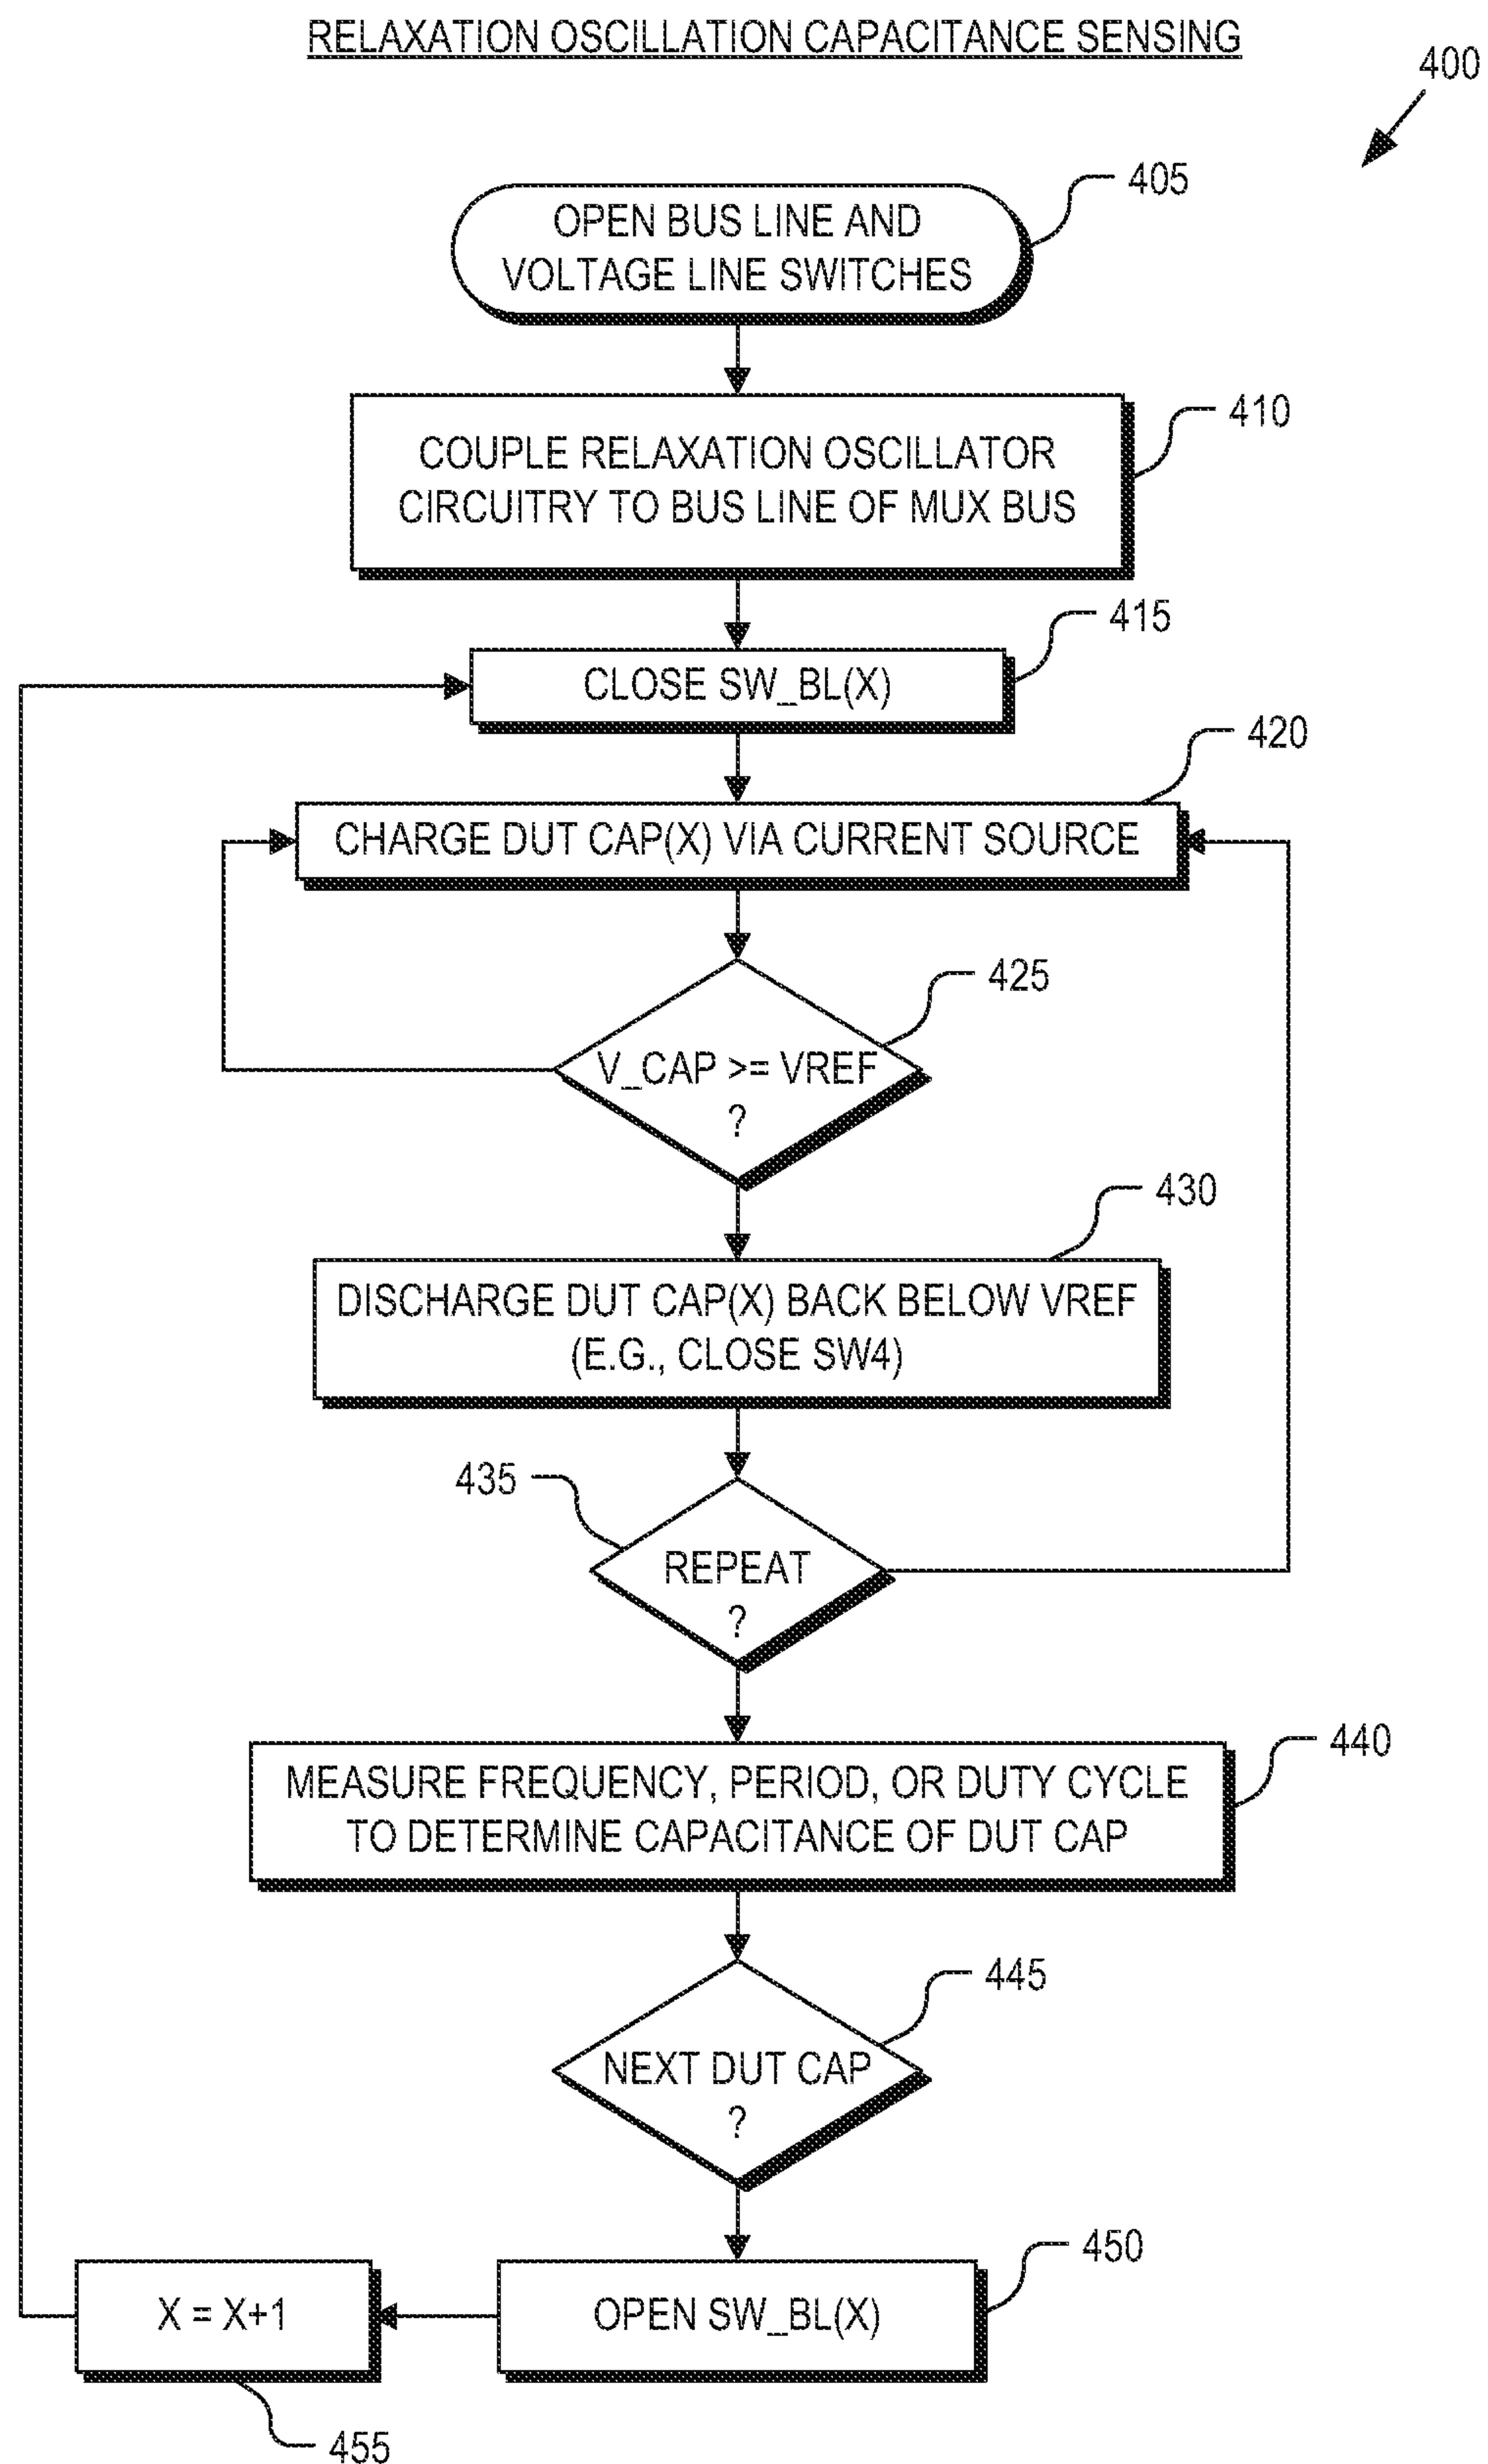 RELAXATION OSCILLATION CAPACITANCE SENSING
400
405
OPEN BUS LINE AND
VOLTAGE LINE SWITCHES
410
COUPLE RELAXATION OSCILLATOR
CIRCUITRY TO BUS LINE OF MUX BUS
415
CLOSE SW_BL(X)
420
CHARGE DUT CAP(X) VIA CURRENT SOURCE
425
V_CAP >= VREF
?
430
DISCHARGE DUT CAP(X) BACK BELOW VREF
(E.G., CLOSE SW4)
435
REPEAT
?
440
MEASURE FREQUENCY, PERIOD, OR DUTY CYCLE
TO DETERMINE CAPACITANCE OF DUT CAP
445
NEXT DUT CAP
?
450
OPEN SW_BL(X)
X = X+1
455